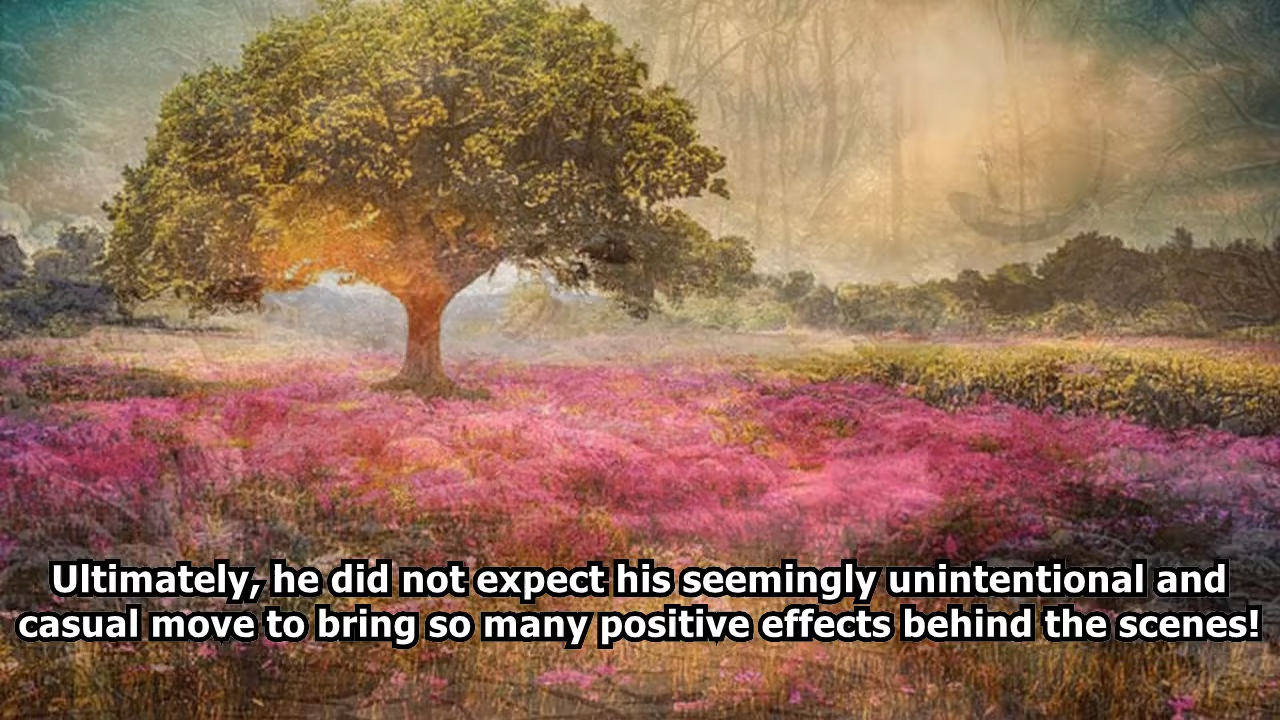 Ultimately, he did not expect his seemingly unintentional and
casual move to bring so many positive effects behind the scenes!